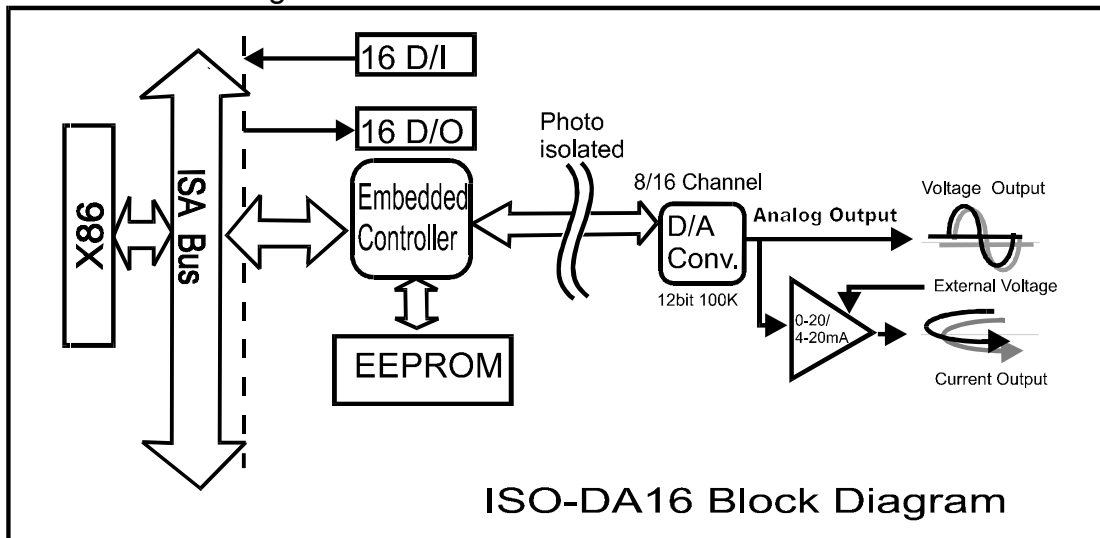 16 D/I
16 D/O
Photo
isolated
X86
ISA Bus
Embedded
Controller
8/16 Channel
D/A
Conv.
12bit 100K
Analog Output
Voltage Output
External Voltage
0-20/
4-20mA
Current Output
EEPROM
ISO-DA16 Block Diagram